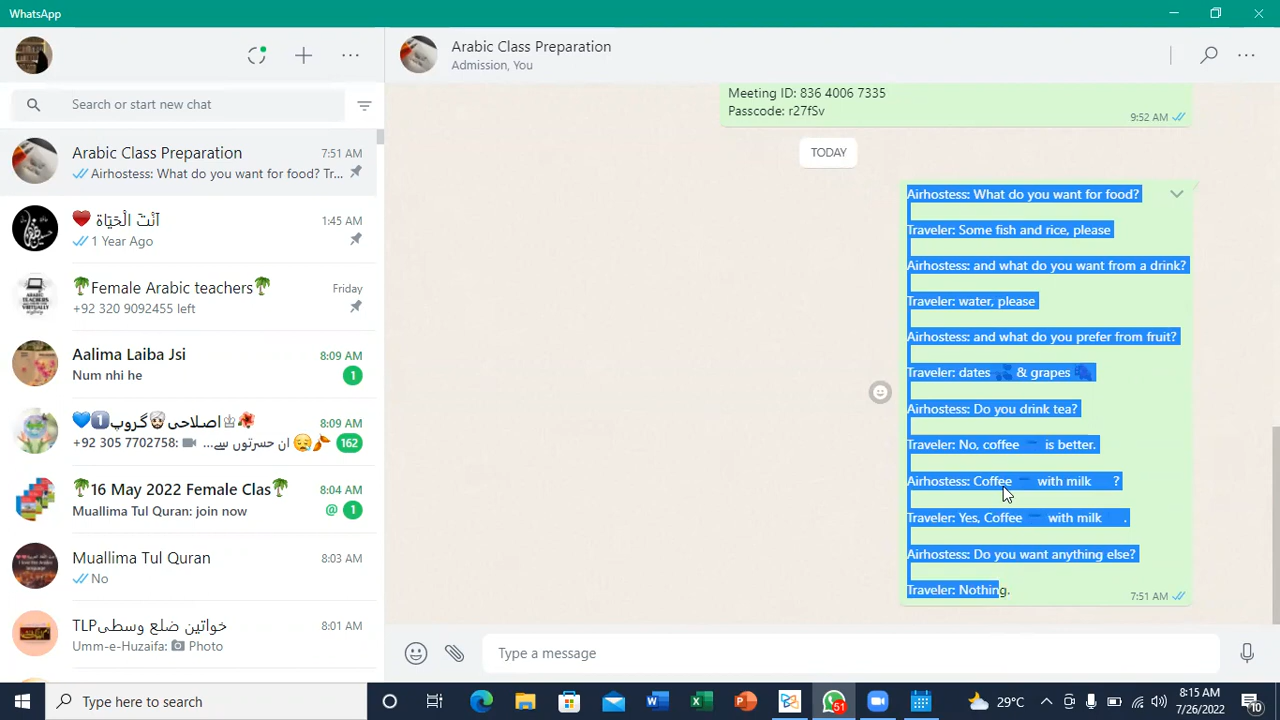 WhatsApp
Search or start new chat
Arabic Class Preparation
7:51 AM
Airhostess: What do you want for food? Tr...
❤️ اَنْتَ الْحَيَاة
1:45 AM
1 Year Ago
🌴Female Arabic teachers🌴
Friday
+92 320 9092455 left
Aalima Laiba Jsi
8:09 AM
Num nhi he
1
اصلاحی گروپ
8:09 AM
+92 305 7702758: ان حسرتوں سے...
162
🌴16 May 2022 Female Clas🌴
8:04 AM
Muallima Tul Quran: join now
@ 1
Muallima Tul Quran
8:03 AM
No
TLPخواتین ضلع وسطی
8:01 AM
Umm-e-Huzaifa: Photo
Arabic Class Preparation
Admission, You
Meeting ID: 836 4006 7335
Passcode: r27fSv
9:52 AM
TODAY
Airhostess: What do you want for food?
Traveler: Some fish and rice, please
Airhostess: and what do you want from a drink?
Traveler: water, please
Airhostess: and what do you prefer from fruit?
Traveler: dates & grapes 🍇
Airhostess: Do you drink tea?
Traveler: No, coffee is better.
Airhostess: Coffee with milk ?
Traveler: Yes, Coffee with milk .
Airhostess: Do you want anything else?
Traveler: Nothing.
7:51 AM
Type a message
Type here to search
51
29°C
8:15 AM
7/26/2022
10